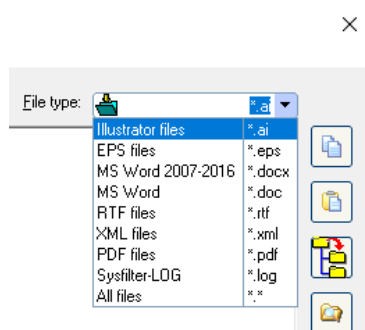 File type: *.ai
Illustrator files *.ai
EPS files *.eps
MS Word 2007-2016 *.docx
MS Word *.doc
RTF files *.rtf
XML files *.xml
PDF files *.pdf
Sysfilter-LOG *.log
All files *.*